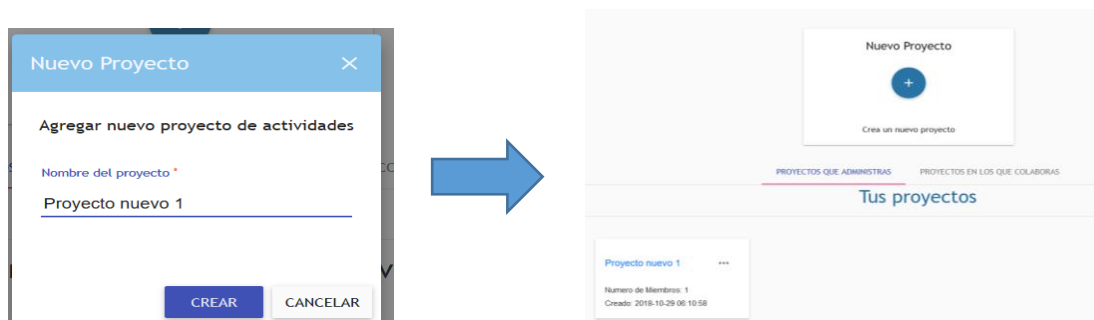 Nuevo Proyecto
Agregar nuevo proyecto de actividades
Nombre del proyecto *
Proyecto nuevo 1
CREAR CANCELAR
Nuevo Proyecto
+
Crea un nuevo proyecto
PROYECTOS QUE ADMINISTRAS PROYECTOS EN LOS QUE COLABORAS
Tus proyectos
Proyecto nuevo 1 ...
Numero de Miembros: 1
Creado: 2018-10-29 06:10:58